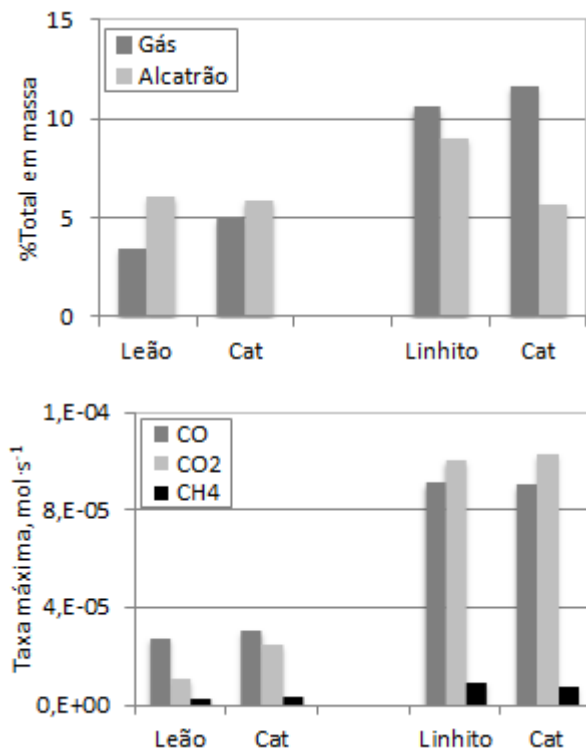 15
10
5
0
%Total em massa
Gás
Alcatrão
Leão Cat Linhito Cat
1,E-04
8,E-05
4,E-05
0,E+00
Taxa máxima, mol·s⁻¹
CO
CO2
CH4
Leão Cat Linhito Cat